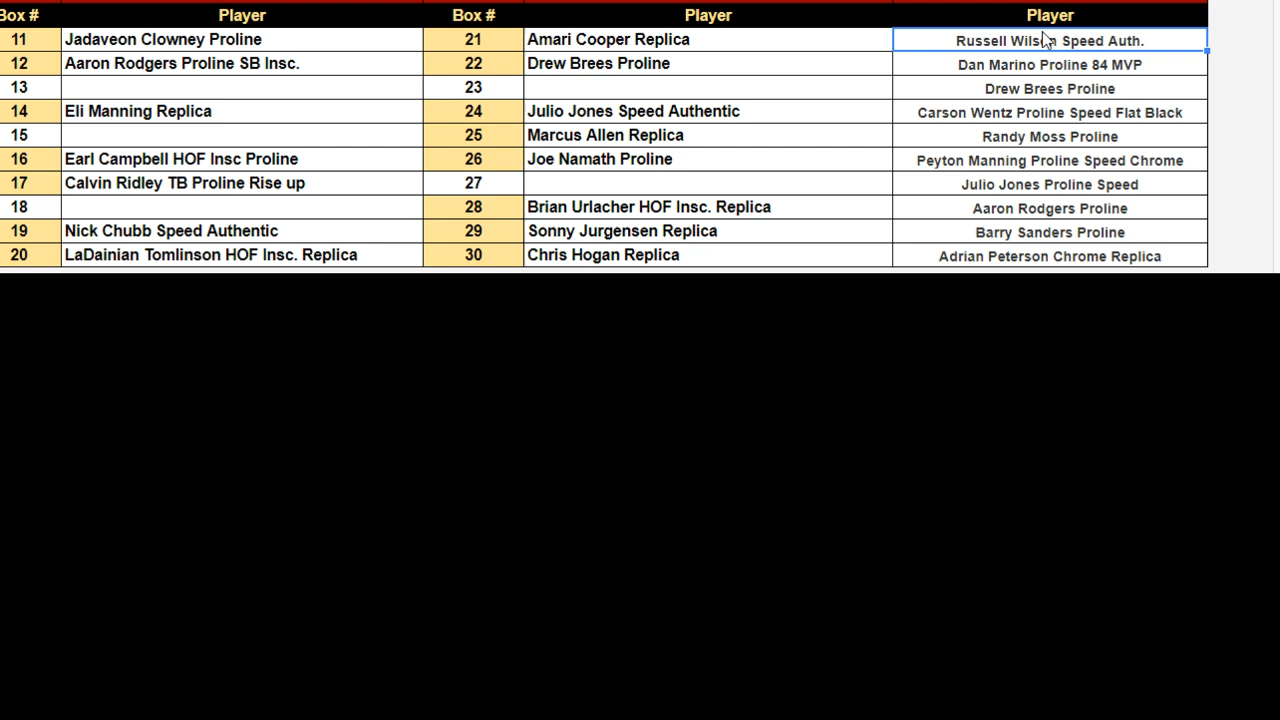 Box # Player Box # Player Player
11 Jadaveon Clowney Proline 21 Amari Cooper Replica Russell Wilson Speed Auth.
12 Aaron Rodgers Proline SB Insc. 22 Drew Brees Proline Dan Marino Proline 84 MVP
13 23 Drew Brees Proline
14 Eli Manning Replica 24 Julio Jones Speed Authentic Carson Wentz Proline Speed Flat Black
15 25 Marcus Allen Replica Randy Moss Proline
16 Earl Campbell HOF Insc Proline 26 Joe Namath Proline Peyton Manning Proline Speed Chrome
17 Calvin Ridley TB Proline Rise up 27 Julio Jones Proline Speed
18 28 Brian Urlacher HOF Insc. Replica Aaron Rodgers Proline
19 Nick Chubb Speed Authentic 29 Sonny Jurgensen Replica Barry Sanders Proline
20 LaDainian Tomlinson HOF Insc. Replica 30 Chris Hogan Replica Adrian Peterson Chrome Replica